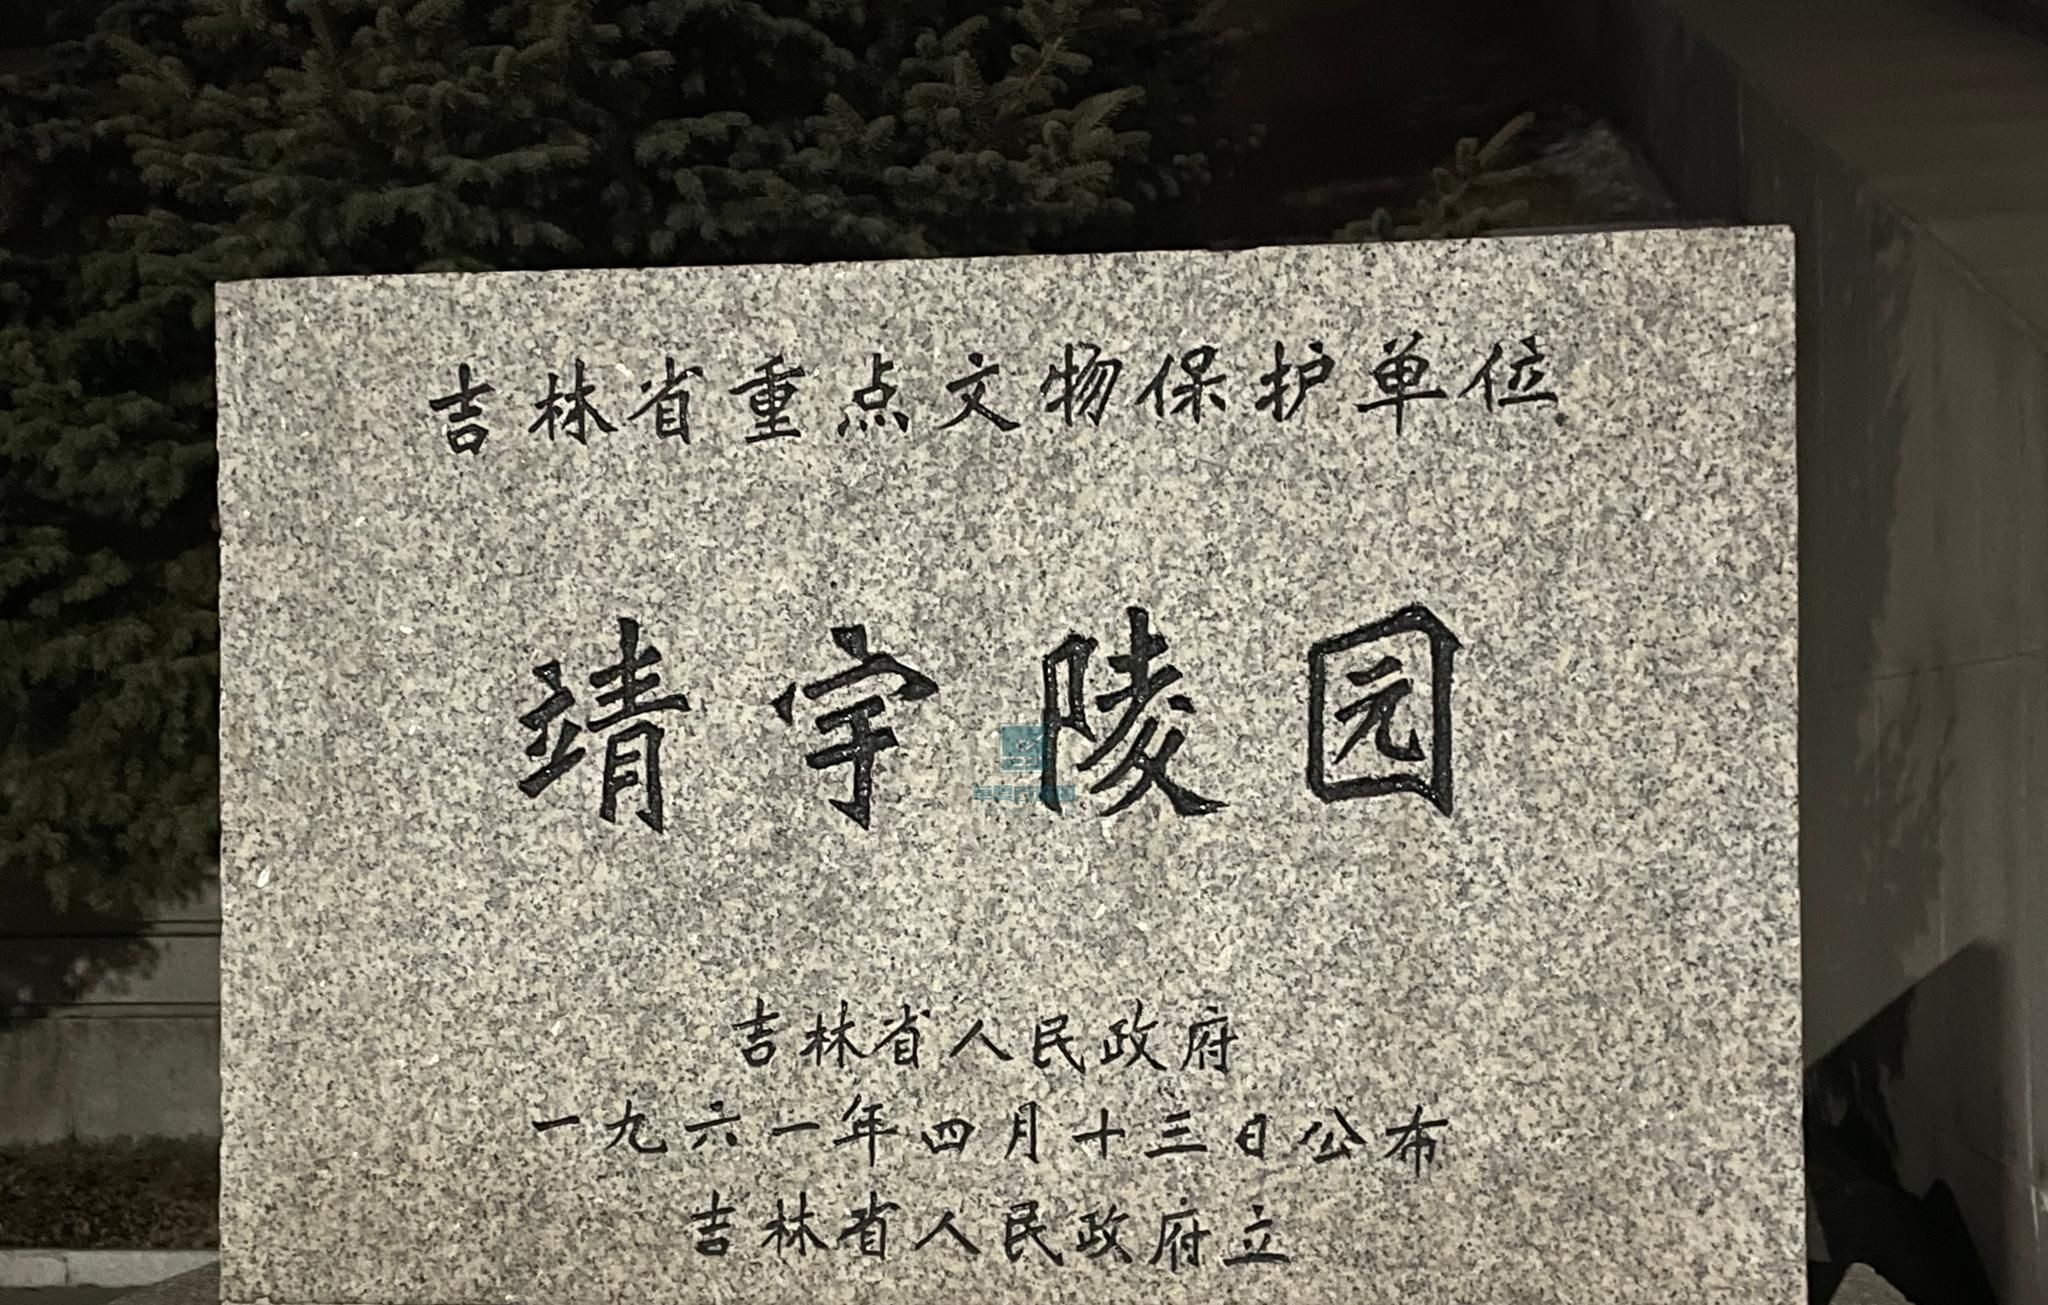 吉林省重点文物保护单位
靖宇陵园
吉林省人民政府
一九六一年四月十三日公布
吉林省人民政府立